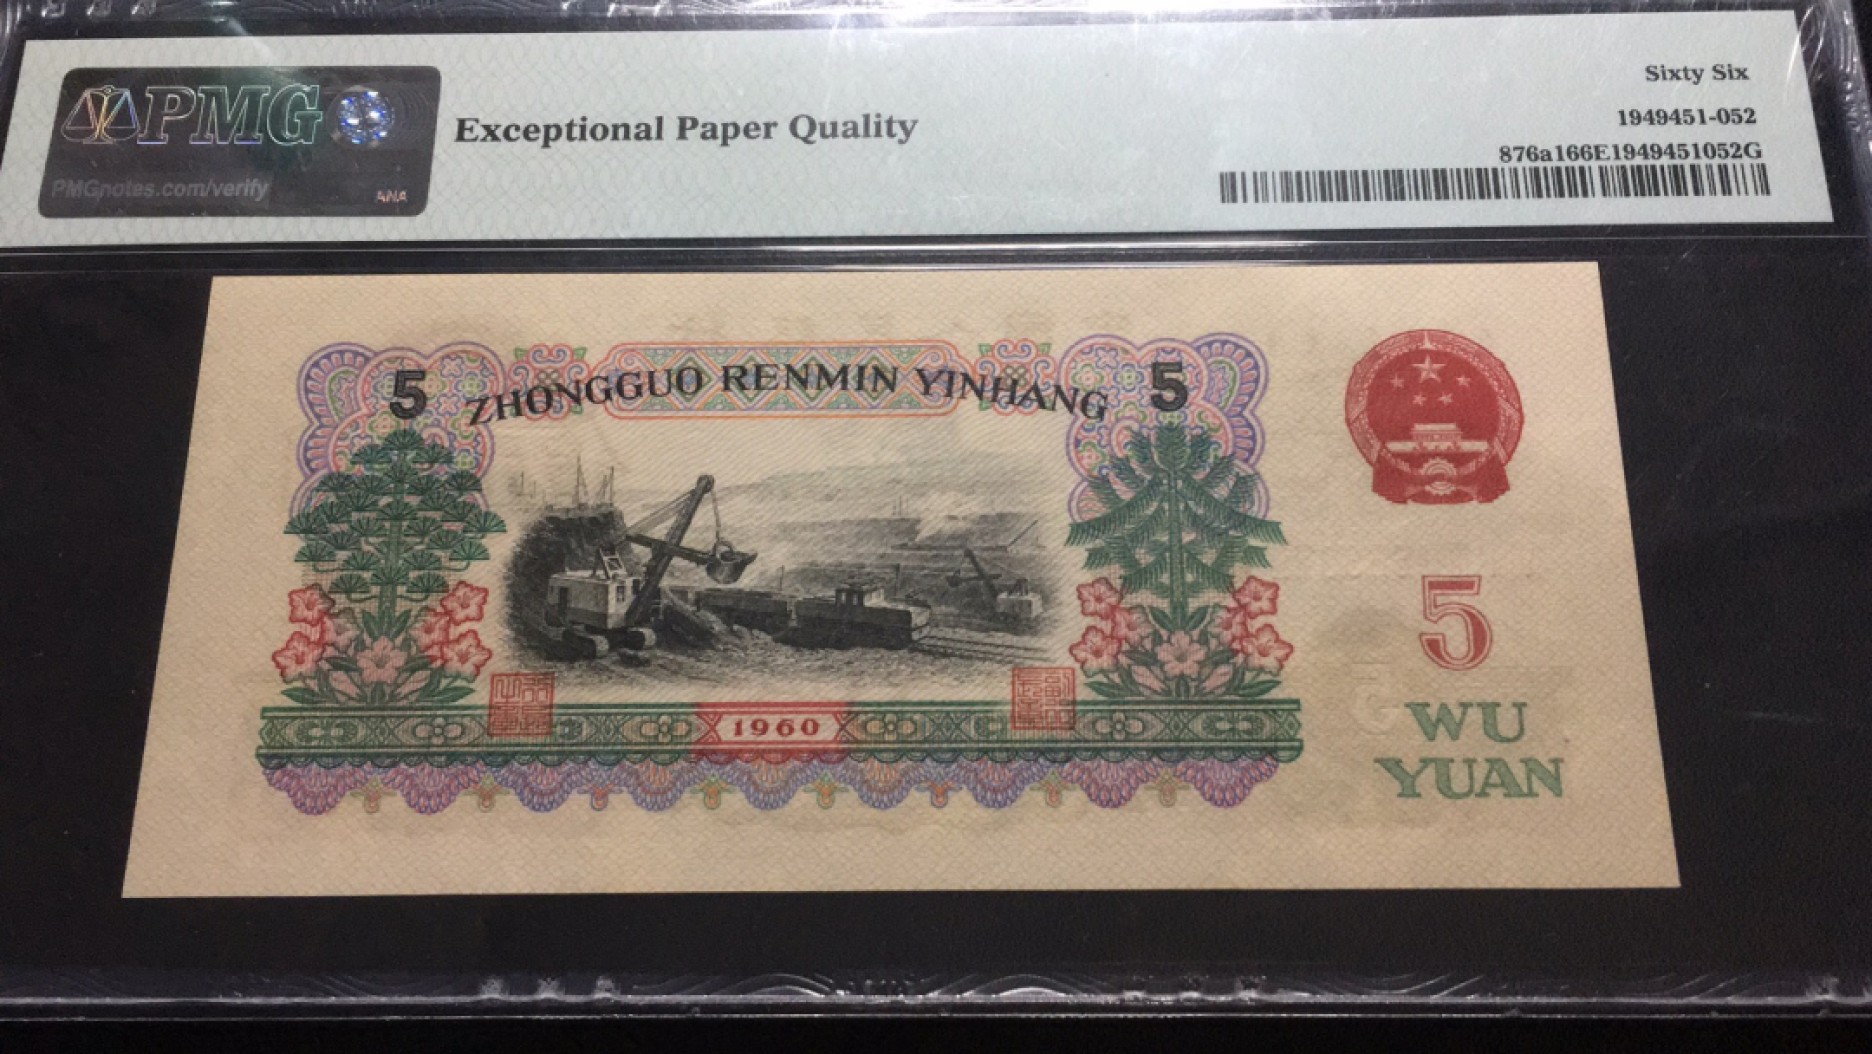 PMG
PMGnotes.com/verify
ANA
Exceptional Paper Quality
Sixty Six
1949451-052
876a166E1949451052G
5
ZHONGGUO RENMIN YINHANG
5
1960
5
WU
YUAN